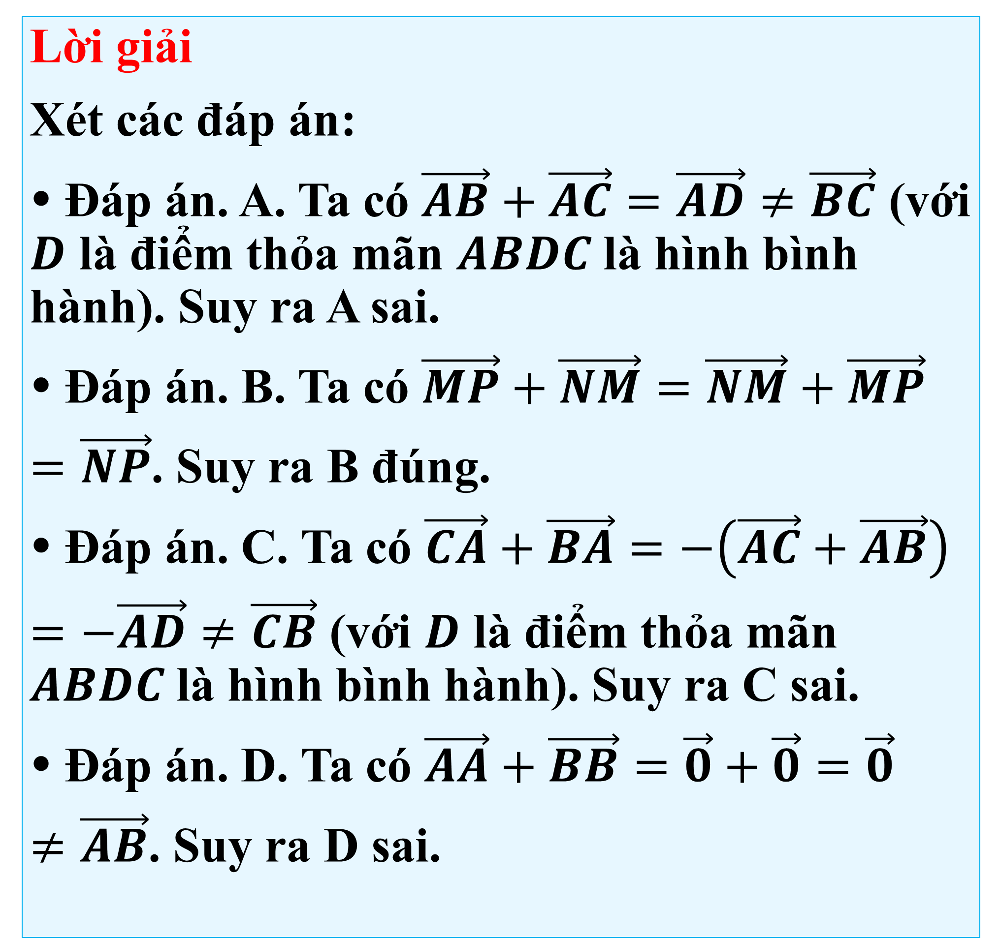 Lời giải
Xét các đáp án:
• Đáp án. A. Ta có $\overrightarrow{AB} + \overrightarrow{AC} = \overrightarrow{AD} \neq \overrightarrow{BC}$ (với
$D$ là điểm thỏa mãn $ABDC$ là hình bình
hành). Suy ra A sai.
• Đáp án. B. Ta có $\overrightarrow{MP} + \overrightarrow{NM} = \overrightarrow{NM} + \overrightarrow{MP}$
$= \overrightarrow{NP}$. Suy ra B đúng.
• Đáp án. C. Ta có $\overrightarrow{CA} + \overrightarrow{BA} = -(\overrightarrow{AC} + \overrightarrow{AB})$
$= -\overrightarrow{AD} \neq \overrightarrow{CB}$ (với $D$ là điểm thỏa mãn
$ABDC$ là hình bình hành). Suy ra C sai.
• Đáp án. D. Ta có $\overrightarrow{AA} + \overrightarrow{BB} = \overrightarrow{0} + \overrightarrow{0} = \overrightarrow{0}$
$\neq \overrightarrow{AB}$. Suy ra D sai.